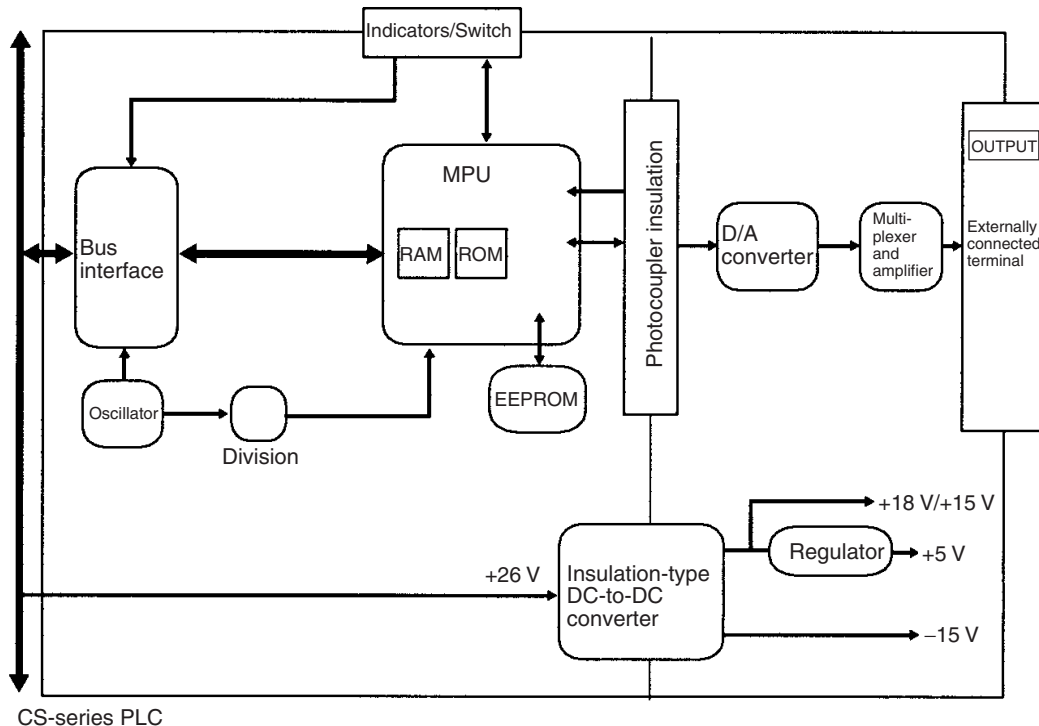 Indicators/Switch
MPU
RAM
ROM
Bus
interface
Photocoupler insulation
D/A
converter
Multi-
plexer
and
amplifier
OUTPUT
Externally
connected
terminal
Oscillator
Division
EEPROM
+26 V
Insulation-type
DC-to-DC
converter
+18 V/+15 V
Regulator
+5 V
−15 V
CS-series PLC